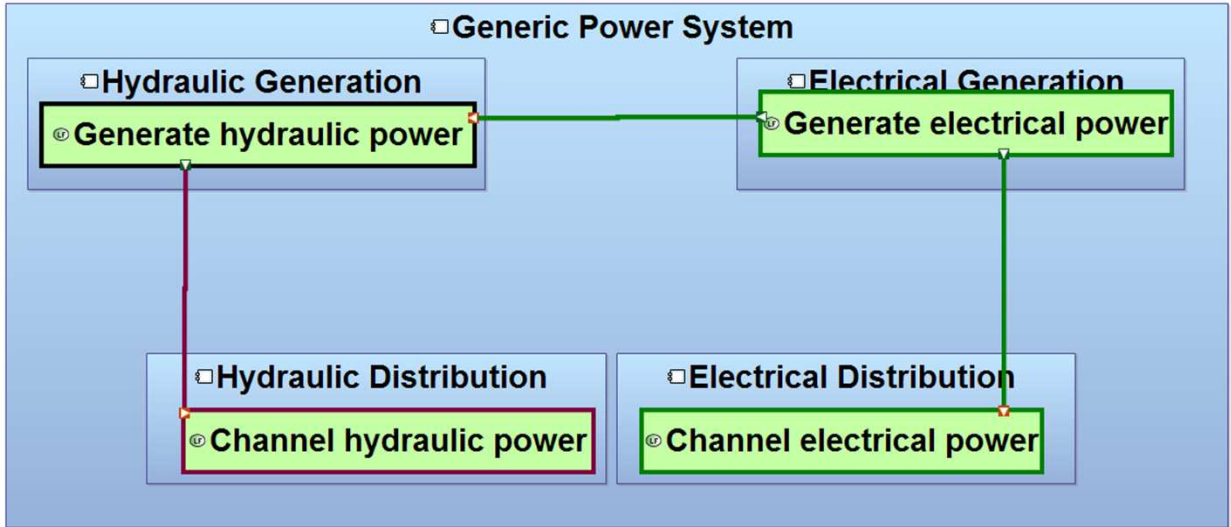 Generic Power System
Hydraulic Generation
Electrical Generation
Generate hydraulic power
Generate electrical power
Hydraulic Distribution
Electrical Distribution
Channel hydraulic power
Channel electrical power